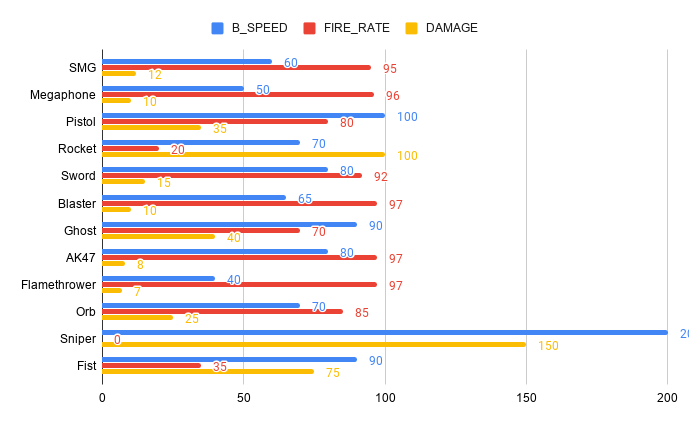 B_SPEED FIRE_RATE DAMAGE
SMG 60 95 12
Megaphone 50 96 10
Pistol 100 80 35
Rocket 70 20 100
Sword 80 92 15
Blaster 65 97 10
Ghost 90 70 40
AK47 80 97 8
Flamethrower 40 97 7
Orb 70 85 25
Sniper 0 150
Fist 90 35 75
0 50 100 150 200